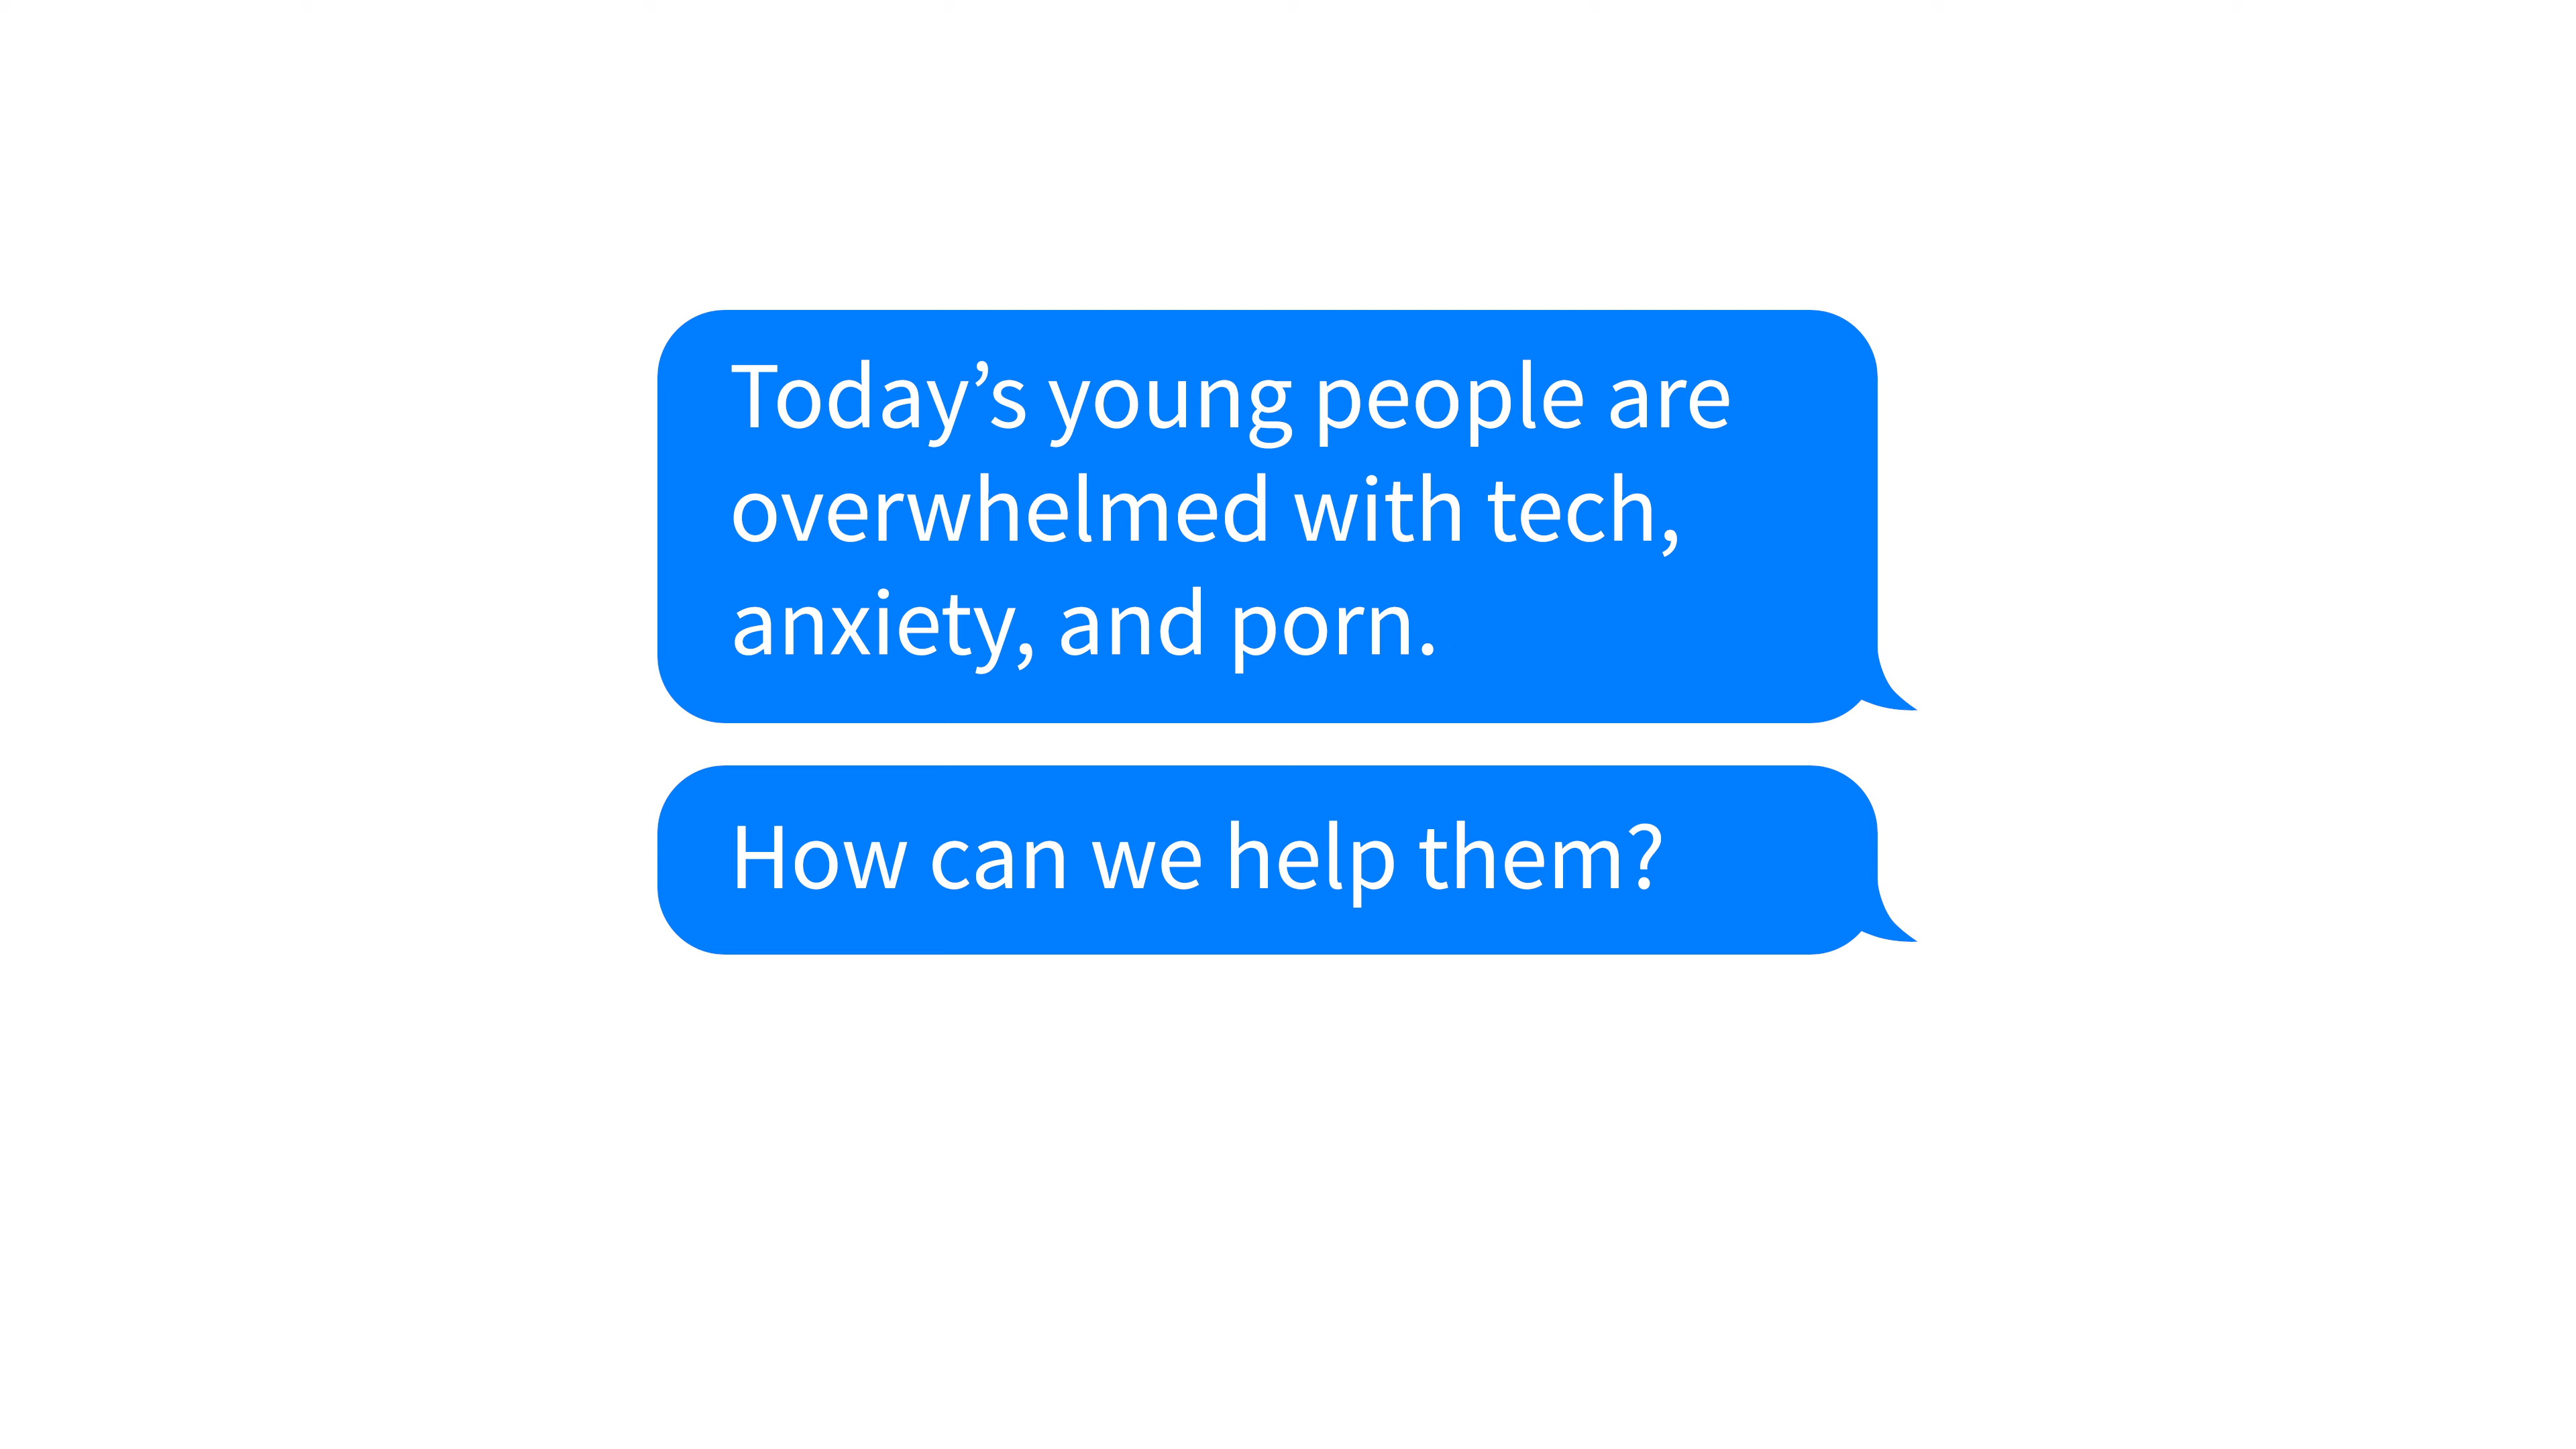 Today’s young people are
overwhelmed with tech,
anxiety, and porn.
How can we help them?